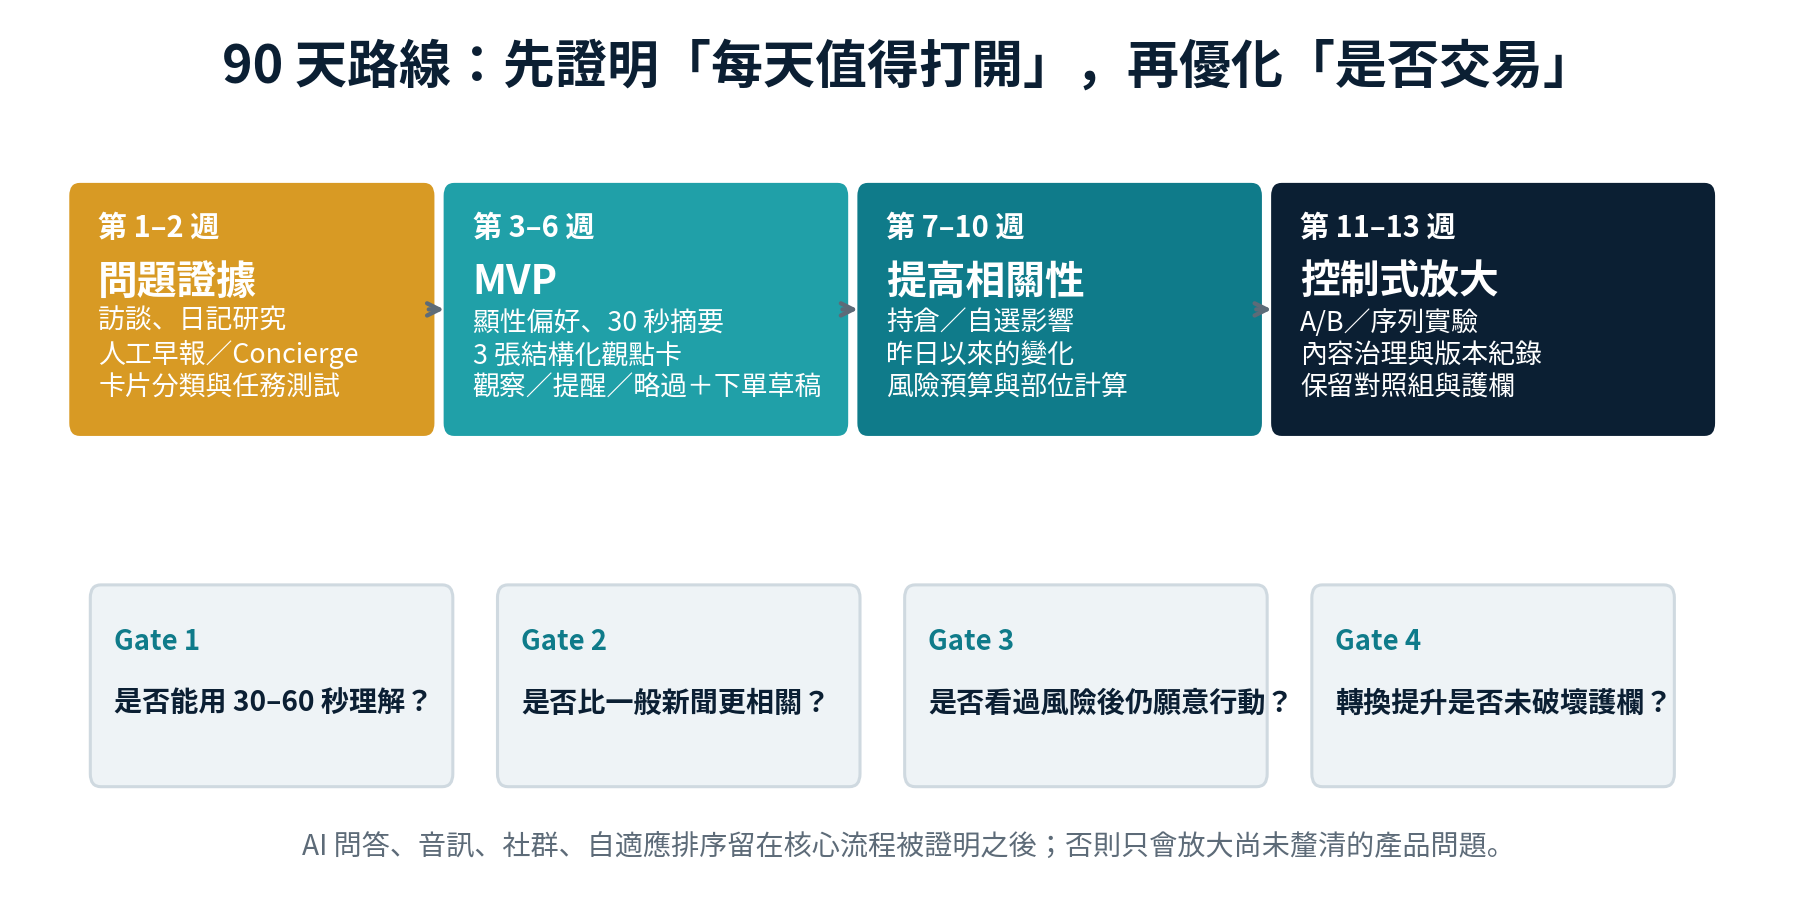 90 天路線：先證明「每天值得打開」，再優化「是否交易」
第 1–2 週
問題證據
訪談、日記研究
人工早報／Concierge
卡片分類與任務測試
第 3–6 週
MVP
顯性偏好、30 秒摘要
3 張結構化觀點卡
觀察／提醒／略過＋下單草稿
第 7–10 週
提高相關性
持倉／自選影響
昨日以來的變化
風險預算與部位計算
第 11–13 週
控制式放大
A/B／序列實驗
內容治理與版本紀錄
保留對照組與護欄
Gate 1
是否能用 30–60 秒理解？
Gate 2
是否比一般新聞更相關？
Gate 3
是否看過風險後仍願意行動？
Gate 4
轉換提升是否未破壞護欄？
AI 問答、音訊、社群、自適應排序留在核心流程被證明之後；否則只會放大尚未釐清的產品問題。